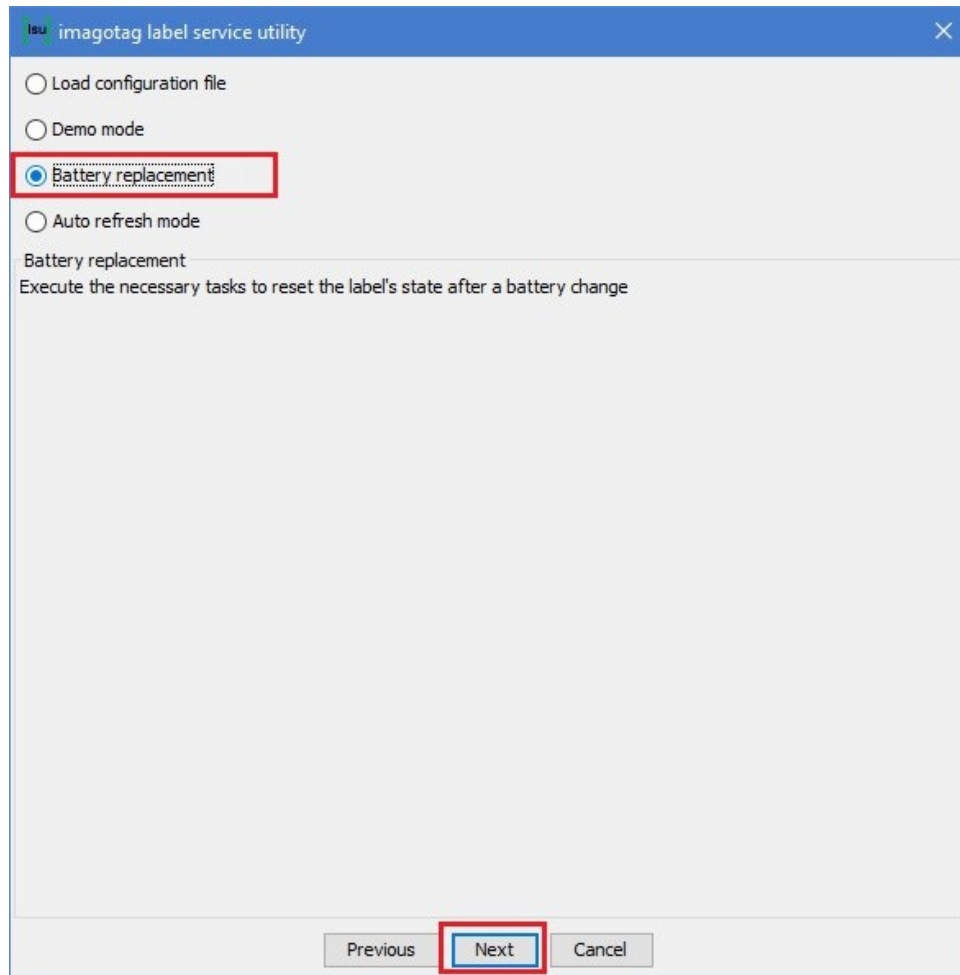 lsu imagotag label service utility
Load configuration file
Demo mode
Battery replacement
Auto refresh mode
Battery replacement
Execute the necessary tasks to reset the label's state after a battery change
Previous Next Cancel